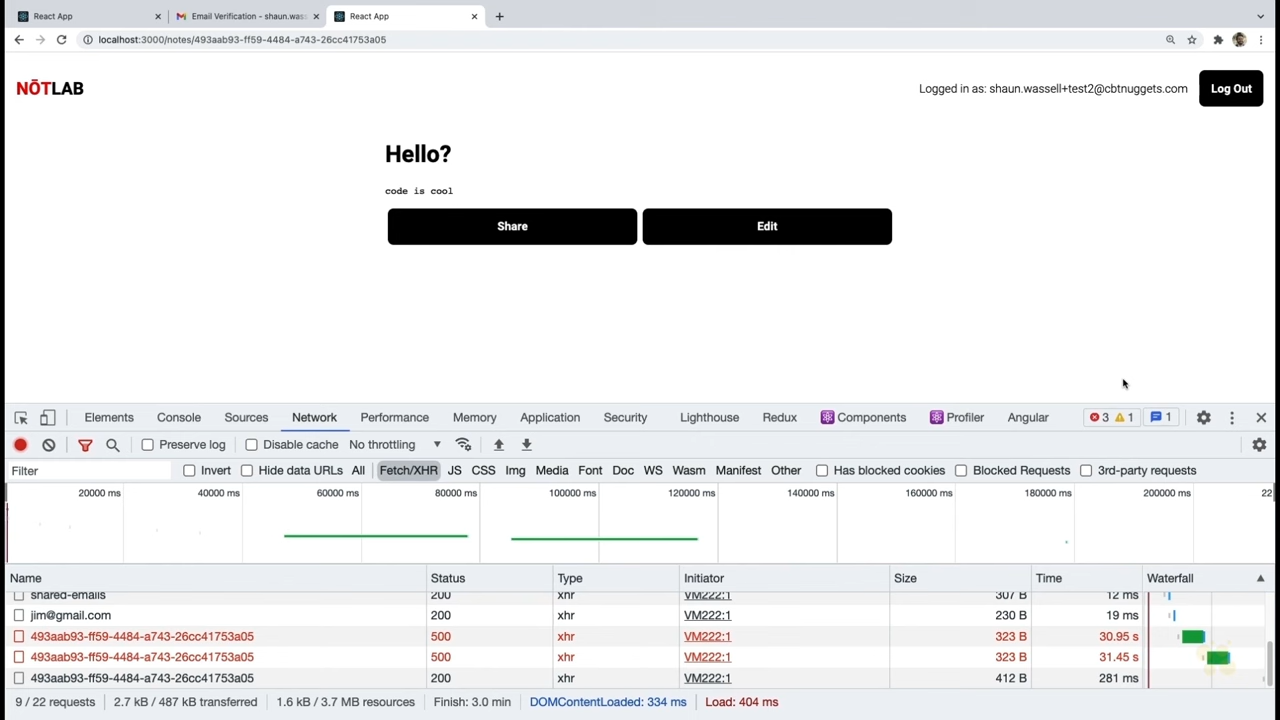 React App
Email Verification - shaun.wass
React App
localhost:3000/notes/493aab93-ff59-4484-a743-26cc41753a05
NŌTLAB
Logged in as: shaun.wassell+test2@cbtnuggets.com
Log Out
Hello?
code is cool
Share Edit
Elements Console Sources Network Performance Memory Application Security Lighthouse Redux Components Profiler Angular 3 1 1
Preserve log Disable cache No throttling
Filter Invert Hide data URLs All Fetch/XHR JS CSS Img Media Font Doc WS Wasm Manifest Other Has blocked cookies Blocked Requests 3rd-party requests
20000 ms 40000 ms 60000 ms 80000 ms 100000 ms 120000 ms 140000 ms 160000 ms 180000 ms 200000 ms 22
Name Status Type Initiator Size Time Waterfall
shared-emails 200 xhr VM222:1 307 B 12 ms
jim@gmail.com 200 xhr VM222:1 230 B 19 ms
493aab93-ff59-4484-a743-26cc41753a05 500 xhr VM222:1 323 B 30.95 s
493aab93-ff59-4484-a743-26cc41753a05 500 xhr VM222:1 323 B 31.45 s
493aab93-ff59-4484-a743-26cc41753a05 200 xhr VM222:1 412 B 281 ms
9 / 22 requests 2.7 kB / 487 kB transferred 1.6 kB / 3.7 MB resources Finish: 3.0 min DOMContentLoaded: 334 ms Load: 404 ms